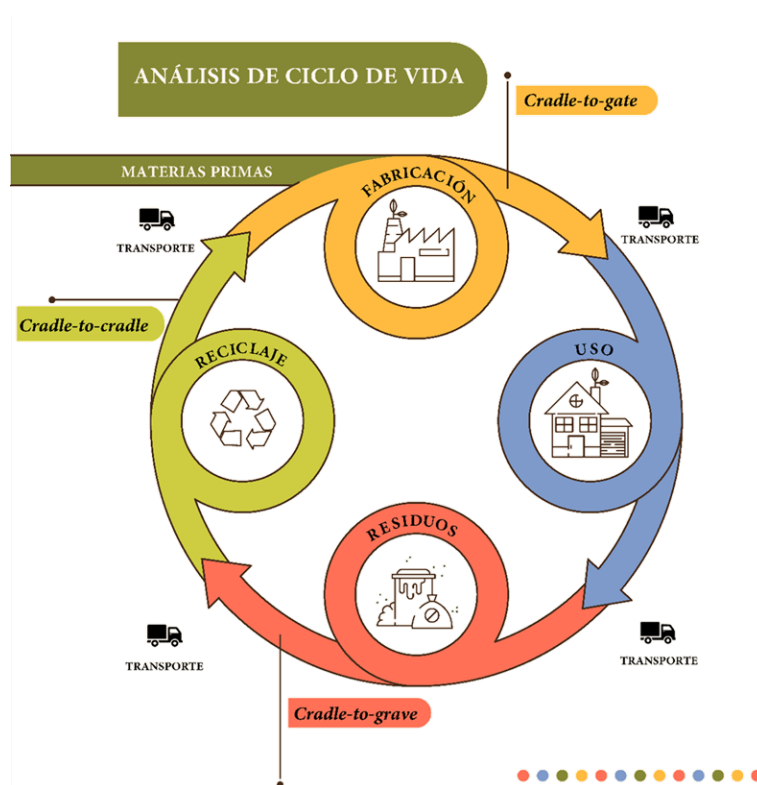 ANÁLISIS DE CICLO DE VIDA
Cradle-to-gate
MATERIAS PRIMAS
FABRICACIÓN
TRANSPORTE
TRANSPORTE
Cradle-to-cradle
RECICLAJE
USO
RESIDUOS
TRANSPORTE
TRANSPORTE
Cradle-to-grave